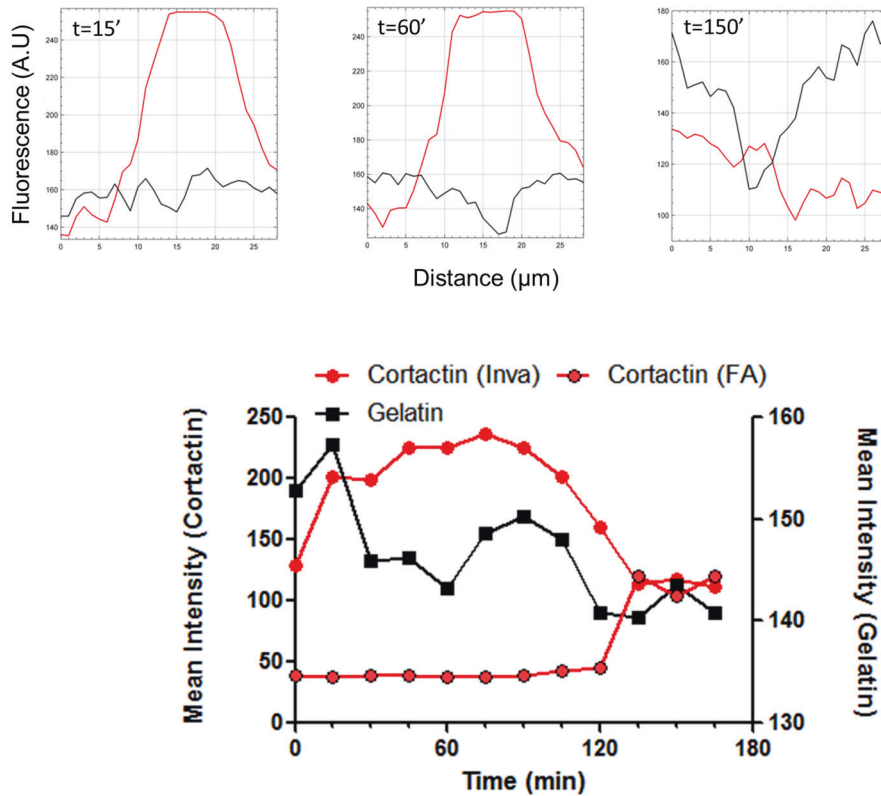 t=15’
t=60’
t=150’
Fluorescence (A.U)
240
220
200
180
160
140
0 5 10 15 20 25
240
220
200
180
160
140
0 5 10 15 20 25
180
160
140
120
100
0 5 10 15 20 25
Distance (µm)
Cortactin (Inva)
Cortactin (FA)
Gelatin
Mean Intensity (Cortactin)
250
200
150
100
50
0
160
150
140
130
Mean Intensity
(Gelatin)
0 60 120 180
Time (min)